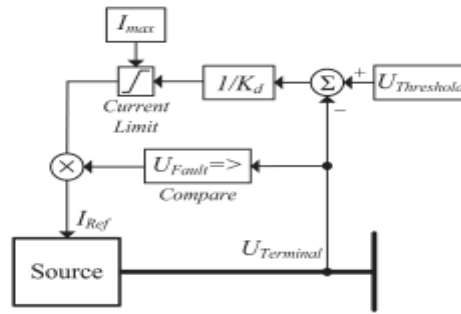 I_max
1/K_d
Σ
+
U_Threshold
−
Current
Limit
×
U_Fault=>
Compare
I_Ref
U_Terminal
Source